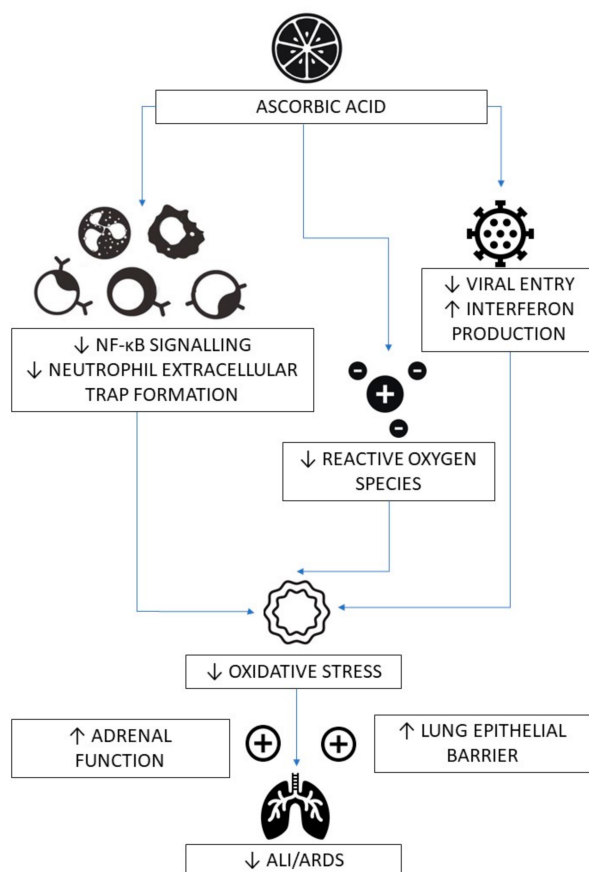 ASCORBIC ACID
↓ VIRAL ENTRY
↑ INTERFERON
PRODUCTION
↓ NF-κB SIGNALLING
↓ NEUTROPHIL EXTRACELLULAR
TRAP FORMATION
↓ REACTIVE OXYGEN
SPECIES
↓ OXIDATIVE STRESS
↑ ADRENAL
FUNCTION
↑ LUNG EPITHELIAL
BARRIER
↓ ALI/ARDS